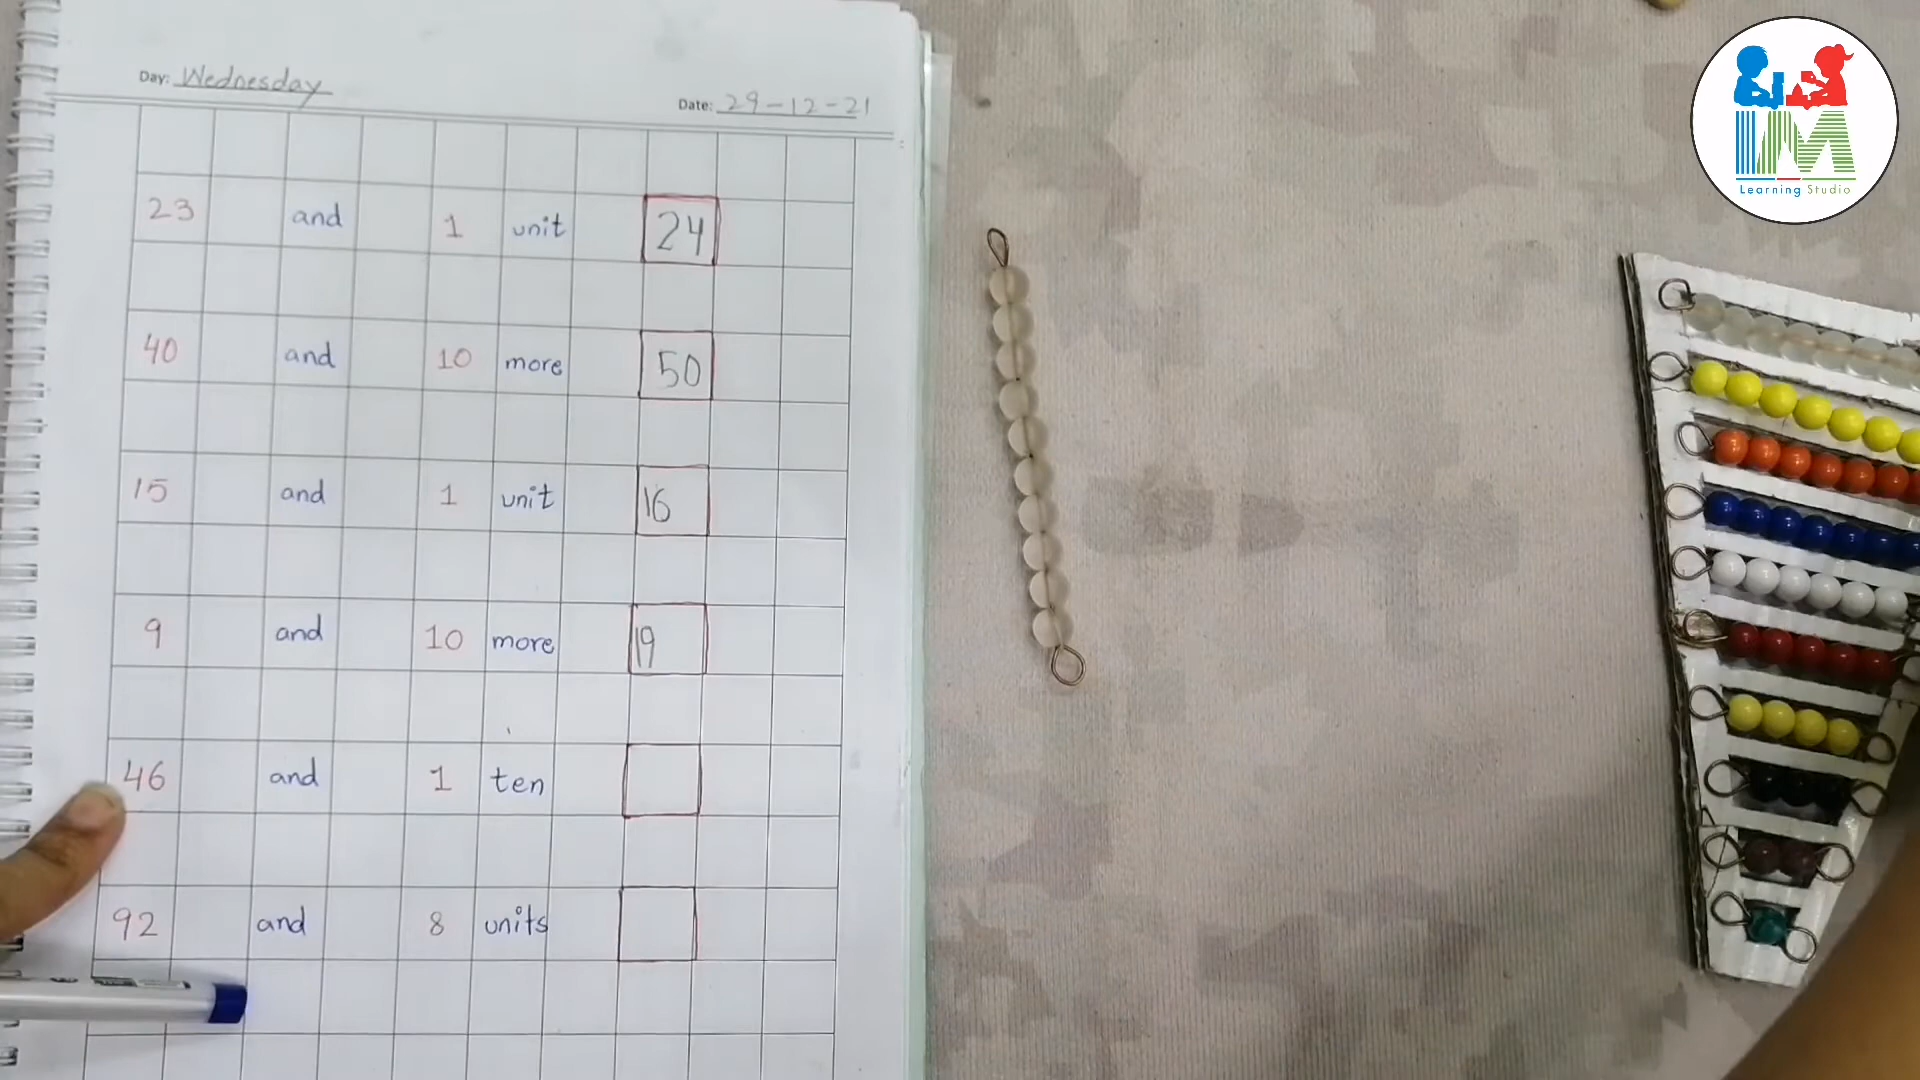 Day: Wednesday
Date: 29-12-21
23 and 1 unit 24
40 and 10 more 50
15 and 1 unit 16
9 and 10 more 19
46 and 1 ten
92 and 8 units
IM
Learning Studio